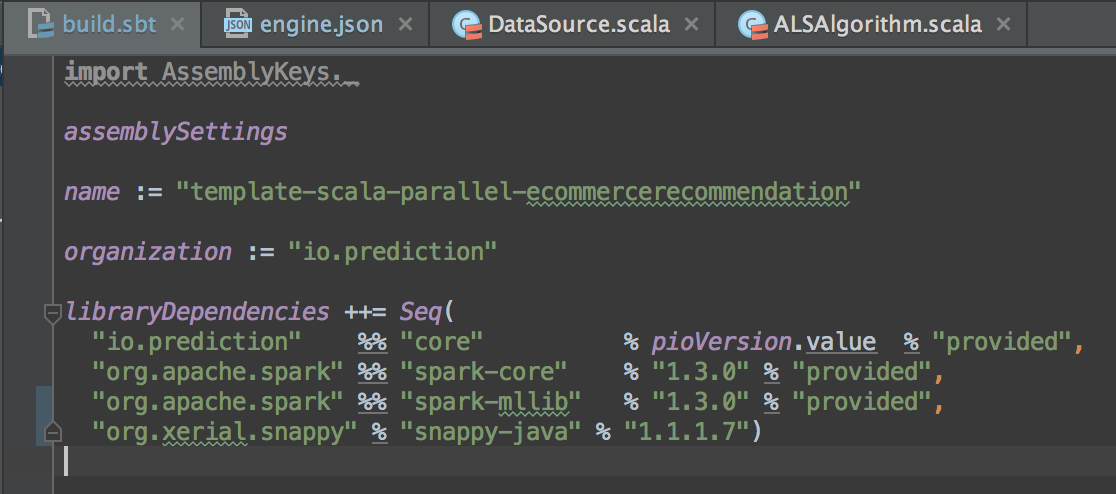 build.sbt × JSON engine.json × C DataSource.scala × C ALSAlgorithm.scala ×
import AssemblyKeys._
assemblySettings
name := "template-scala-parallel-ecommercerecommendation"
organization := "io.prediction"
libraryDependencies ++= Seq(
"io.prediction" %% "core" % pioVersion.value % "provided",
"org.apache.spark" %% "spark-core" % "1.3.0" % "provided",
"org.apache.spark" %% "spark-mllib" % "1.3.0" % "provided",
"org.xerial.snappy" % "snappy-java" % "1.1.1.7")